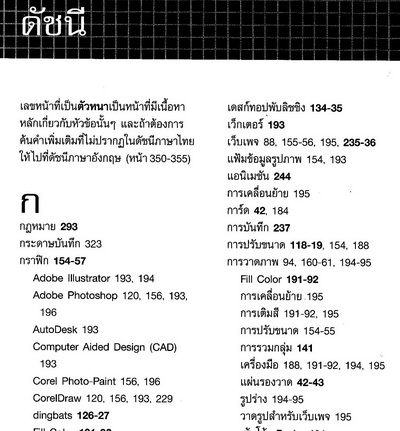 ดัชนี
เลขหน้าที่เป็นตัวหนาเป็นหน้าที่มีเนื้อหา
หลักเกี่ยวกับหัวข้อนั้นๆ และถ้าต้องการ
ค้นคำเพิ่มเติมที่ไม่ปรากฏในดัชนีภาษาไทย
ให้ไปที่ดัชนีภาษาอังกฤษ (หน้า 350-355)
ก
กฎหมาย 293
กระดาษบันทึก 323
กราฟิก 154-57
Adobe Illustrator 193, 194
Adobe Photoshop 120, 156, 193,
196
AutoDesk 193
Computer Aided Design (CAD)
193
Corel Photo-Paint 156, 196
CorelDraw 120, 156, 193, 229
dingbats 126-27
เดสก์ทอปพับลิชชิง 134-35
เว็กเตอร์ 193
เว็บเพจ 88, 155-56, 195, 235-36
แฟ้มข้อมูลรูปภาพ 154, 193
แอนิเมชัน 244
การเคลื่อนย้าย 195
การ์ด 42, 184
การบันทึก 237
การปรับขนาด 118-19, 154, 188
การวาดภาพ 94, 160-61, 194-95
Fill Color 191-92
การเคลื่อนย้าย 195
การเติมสี 191-92, 195
การปรับขนาด 154-55
การรวมกลุ่ม 141
เครื่องมือ 188, 191-92, 194, 195
แผ่นรองวาด 42-43
รูปร่าง 194-95
วาดรูปสำหรับเว็บเพจ 195